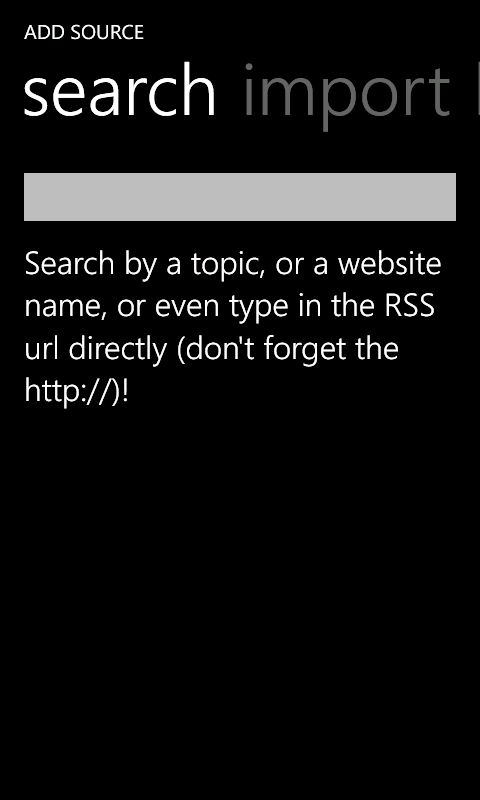 ADD SOURCE
search import
Search by a topic, or a website
name, or even type in the RSS
url directly (don't forget the
http://)!